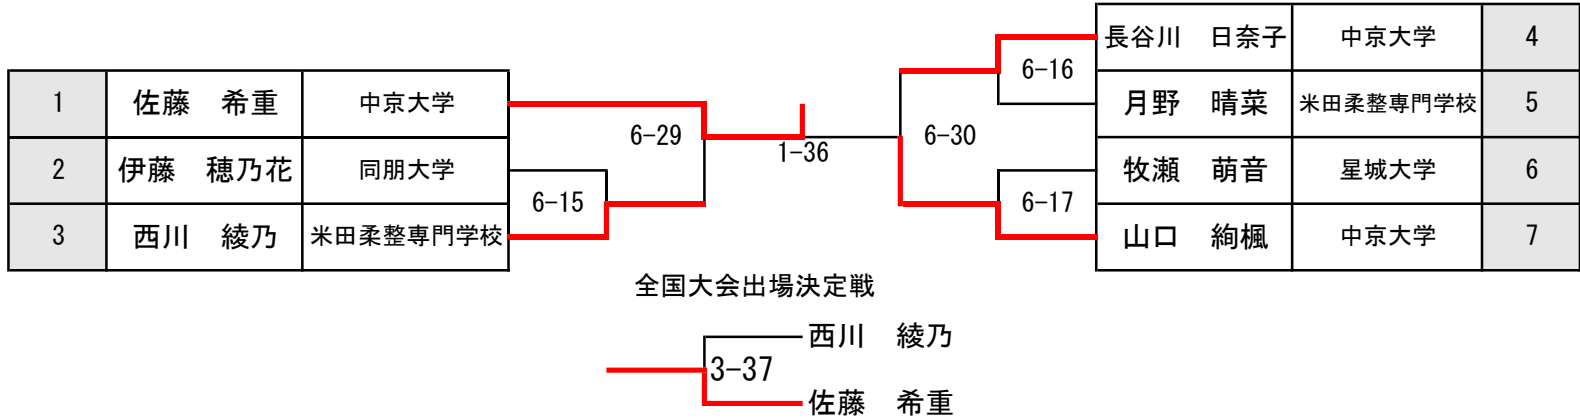 1 佐藤　希重 中京大学
2 伊藤　穂乃花 同朋大学
3 西川　綾乃 米田柔整専門学校
6-15
6-29
1-36
6-30
6-16
6-17
長谷川　日奈子 中京大学 4
月野　晴菜 米田柔整専門学校 5
牧瀬　萌音 星城大学 6
山口　絢楓 中京大学 7
全国大会出場決定戦
西川　綾乃
3-37
佐藤　希重